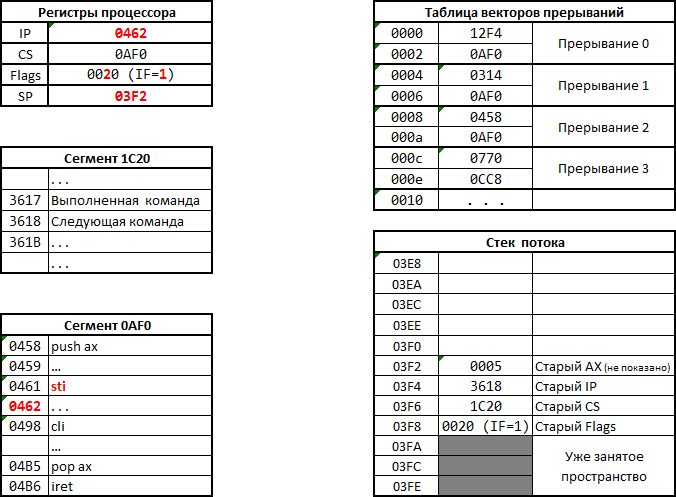 Регистры процессора
IP 0462
CS 0AF0
Flags 0020 (IF=1)
SP 03F2
Сегмент 1C20
...
3617 Выполненная команда
3618 Следующая команда
361B ...
...
Сегмент 0AF0
0458 push ax
0459 ...
0461 sti
0462 ...
0498 cli
...
04B5 pop ax
04B6 iret
Таблица векторов прерываний
0000 12F4 Прерывание 0
0002 0AF0
0004 0314 Прерывание 1
0006 0AF0
0008 0458 Прерывание 2
000a 0AF0
000c 0770 Прерывание 3
000e 0CC8
0010 . . .
Стек потока
03E8
03EA
03EC
03EE
03F0
03F2 0005 Старый AX (не показано)
03F4 3618 Старый IP
03F6 1C20 Старый CS
03F8 0020 (IF=1) Старый Flags
03FA Уже занятое
03FC пространство
03FE